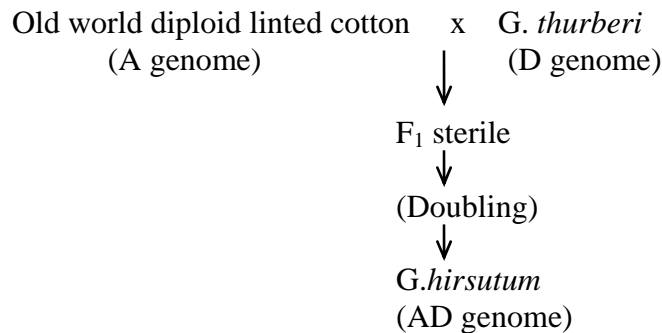 Old world diploid linted cotton x G. thurberi
(A genome) (D genome)
F₁ sterile
(Doubling)
G.hirsutum
(AD genome)